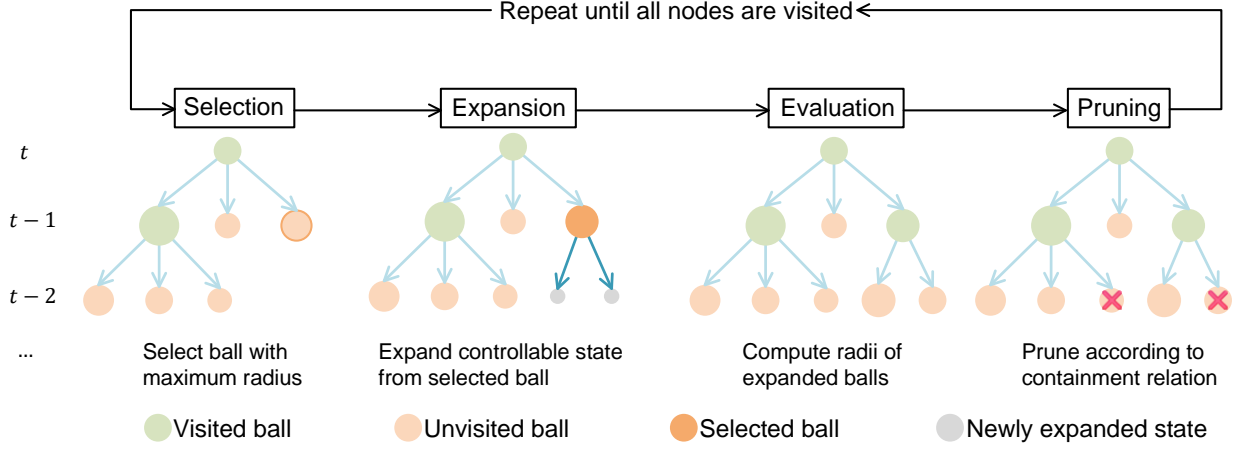 Repeat until all nodes are visited
Selection
Expansion
Evaluation
Pruning
t
t − 1
t − 2
...
Select ball with
maximum radius
Expand controllable state
from selected ball
Compute radii of
expanded balls
Prune according to
containment relation
Visited ball
Unvisited ball
Selected ball
Newly expanded state